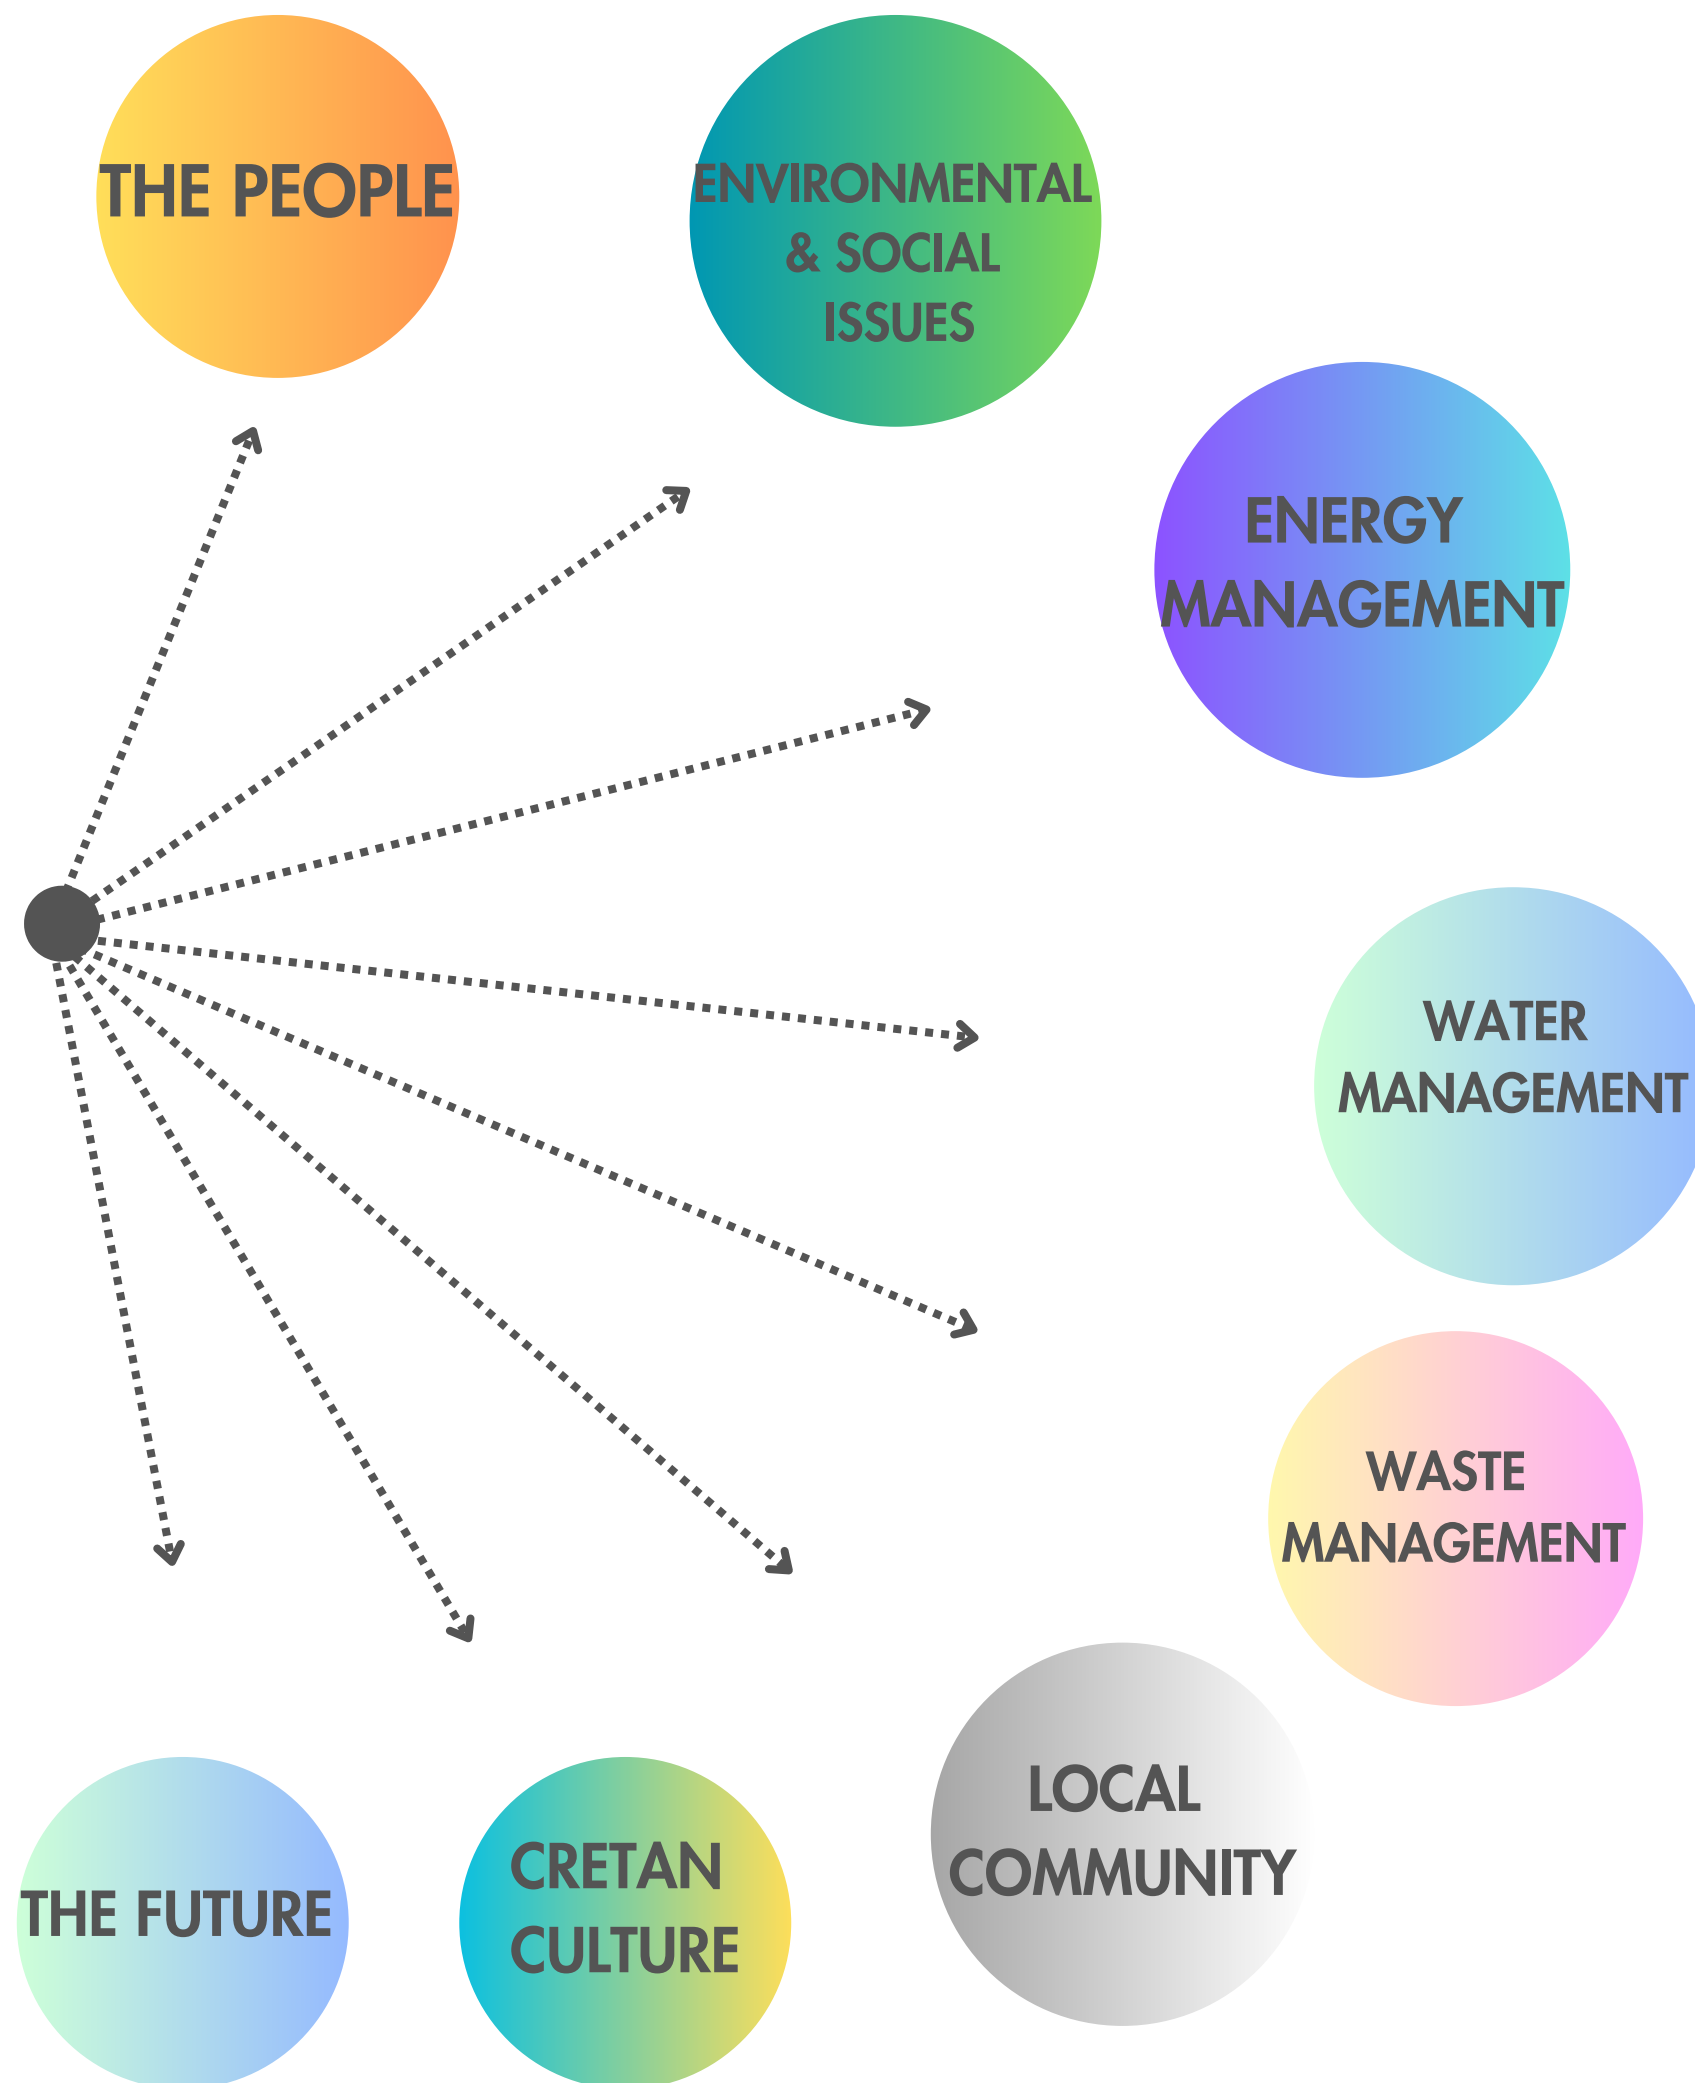 THE PEOPLE
ENVIRONMENTAL
& SOCIAL
ISSUES
ENERGY
MANAGEMENT
WATER
MANAGEMENT
WASTE
MANAGEMENT
LOCAL
COMMUNITY
CRETAN
CULTURE
THE FUTURE